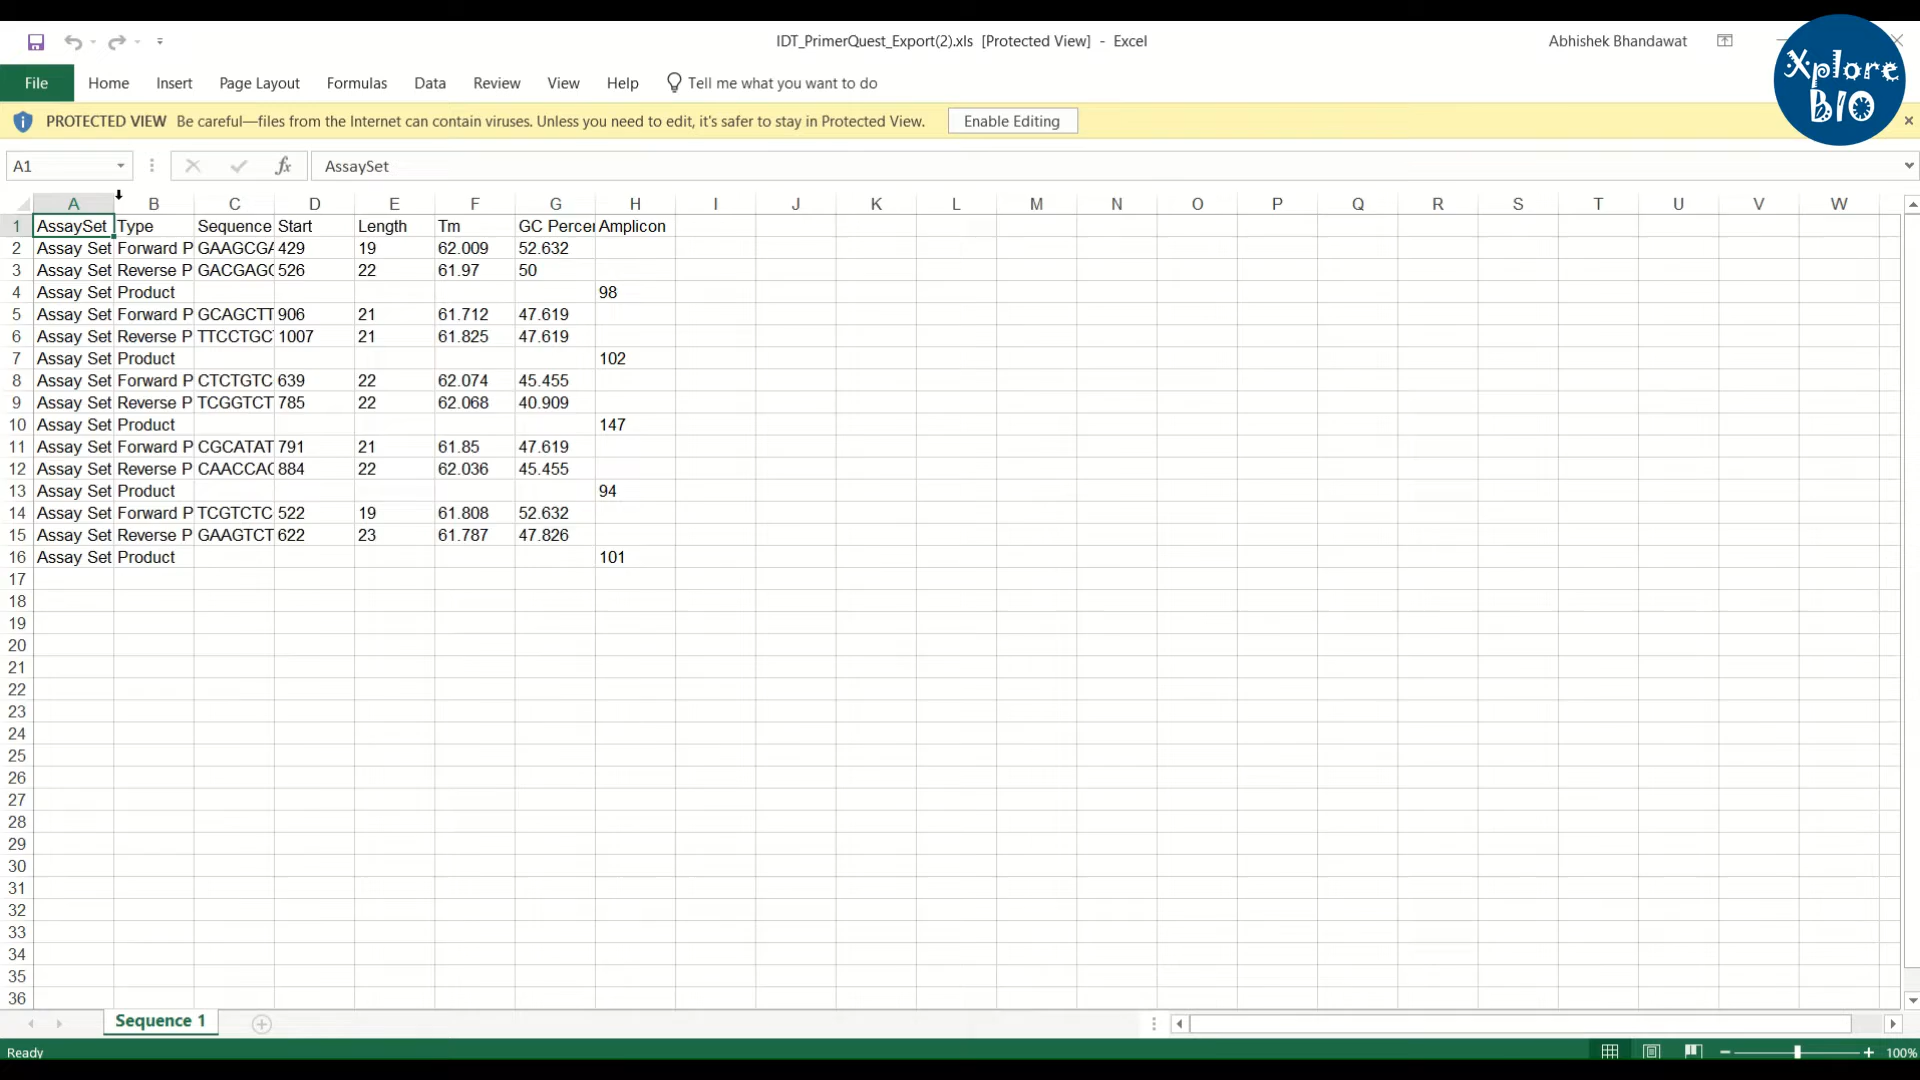 IDT_PrimerQuest_Export(2).xls [Protected View] - Excel
Abhishek Bhandawat
Xplore
BIO
File Home Insert Page Layout Formulas Data Review View Help Tell me what you want to do
PROTECTED VIEW Be careful—files from the Internet can contain viruses. Unless you need to edit, it's safer to stay in Protected View. Enable Editing
A1 fx AssaySet
A B C D E F G H I J K L M N O P Q R S T U V W
1 AssaySet Type Sequence Start Length Tm GC Percer Amplicon
2 Assay Set Forward P GAAGCGA 429 19 62.009 52.632
3 Assay Set Reverse P GACGAGC 526 22 61.97 50
4 Assay Set Product 98
5 Assay Set Forward P GCAGCTT 906 21 61.712 47.619
6 Assay Set Reverse P TTCCTGC 1007 21 61.825 47.619
7 Assay Set Product 102
8 Assay Set Forward P CTCTGTC 639 22 62.074 45.455
9 Assay Set Reverse P TCGGTCT 785 22 62.068 40.909
10 Assay Set Product 147
11 Assay Set Forward P CGCATAT 791 21 61.85 47.619
12 Assay Set Reverse P CAACCAC 884 22 62.036 45.455
13 Assay Set Product 94
14 Assay Set Forward P TCGTCTC 522 19 61.808 52.632
15 Assay Set Reverse P GAAGTCT 622 23 61.787 47.826
16 Assay Set Product 101
17
18
19
20
21
22
23
24
25
26
27
28
29
30
31
32
33
34
35
36
Sequence 1
Ready 100%